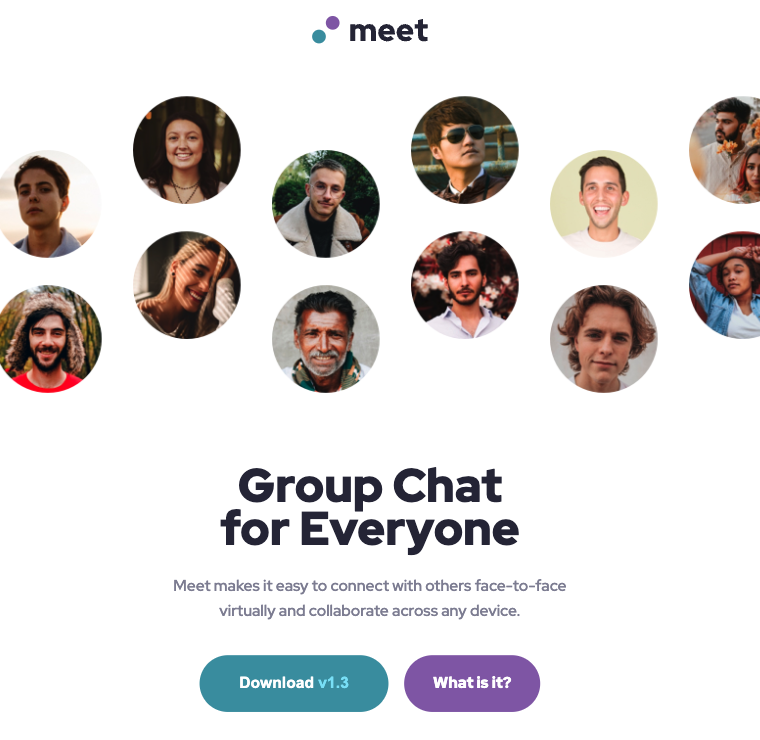 meet
Group Chat
for Everyone
Meet makes it easy to connect with others face-to-face
virtually and collaborate across any device.
Download v1.3
What is it?